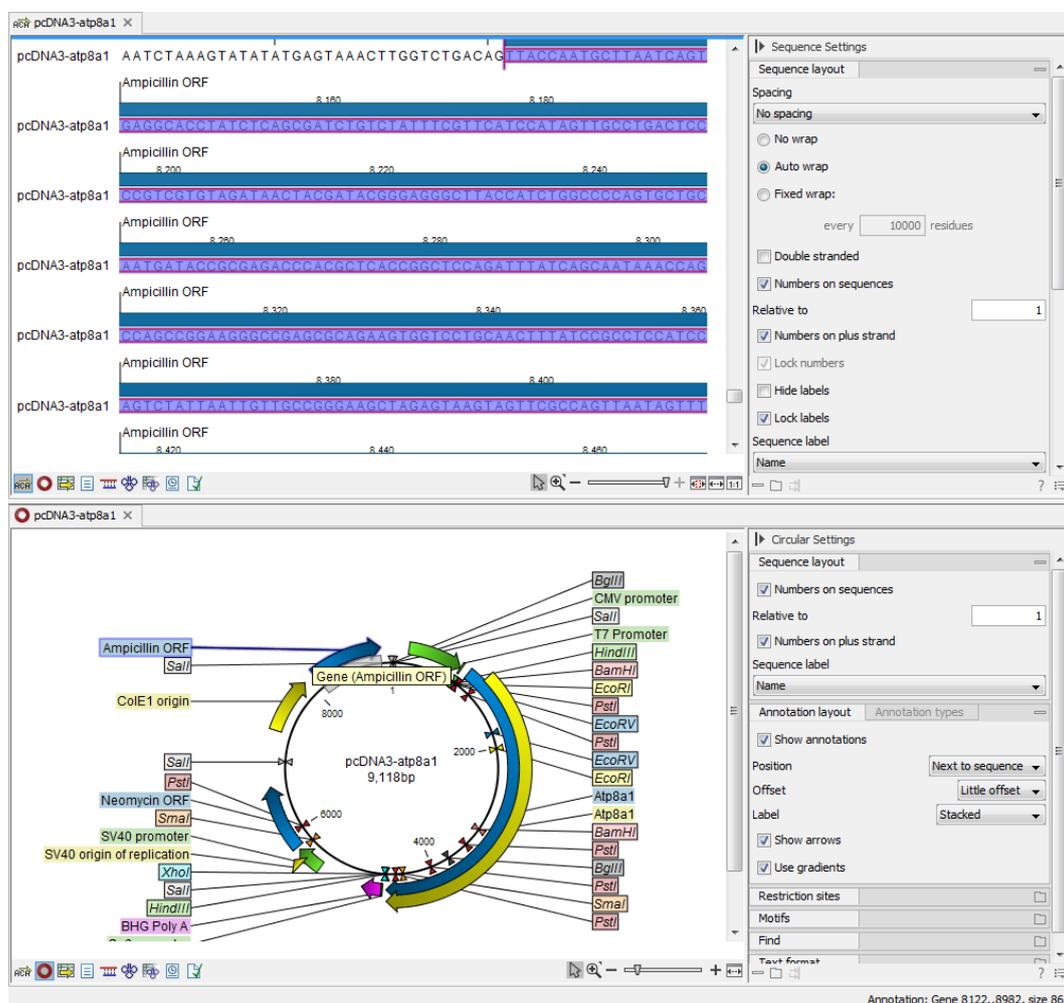 pcDNA3-atp8a1
pcDNA3-atp8a1 AATCTAAAGTATATATGAGTAAACTTGGTCTGACAGTTACCAATGCTTAATCAGT
Ampicillin ORF
8.160 8.180
pcDNA3-atp8a1 GAGGCACCTATCTCAGCGATCTGTCTATTTCGTTCATCCATAGTTGCCTGACTCC
Ampicillin ORF
8.200 8.220 8.240
pcDNA3-atp8a1 CCGTCGTGTAGATAACTACGATACGGGAGGGCTTACCATCTGGCCCCAGTGCTGC
Ampicillin ORF
8.260 8.280 8.300
pcDNA3-atp8a1 AATGATACCGCGAGACCCACGCTCACCGGCTCCAGATTTATCAGCAATAAACCAG
Ampicillin ORF
8.320 8.340 8.360
pcDNA3-atp8a1 CCAGCCGGAAGGGCCGAGCGCAGAAGTGGTCCTGCAACTTTATCCGCCTCCATCC
Ampicillin ORF
8.380 8.400
pcDNA3-atp8a1 AGTCTATTAATTGTTGCCGGGAAGCTAGAGTAAGTAGTTCGCCAGTTAATAGTTT
Ampicillin ORF
8.420 8.440 8.460
Sequence Settings
Sequence layout
Spacing
No spacing
No wrap
Auto wrap
Fixed wrap:
every 10000 residues
Double stranded
Numbers on sequences
Relative to 1
Numbers on plus strand
Lock numbers
Hide labels
Lock labels
Sequence label
Name
1:1
pcDNA3-atp8a1
Ampicillin ORF
SalI
ColE1 origin
SalI
PstI
Neomycin ORF
SmaI
SV40 promoter
SV40 origin of replication
XhoI
SalI
HindIII
BHG Poly A
Gene (Ampicillin ORF)
1
8000
2000
pcDNA3-atp8a1
9,118bp
6000
4000
BglII
CMV promoter
SalI
T7 Promoter
HindIII
BamHI
EcoRI
PstI
EcoRV
PstI
EcoRV
EcoRI
Atp8a1
Atp8a1
BamHI
PstI
BglII
PstI
SmaI
PstI
Circular Settings
Sequence layout
Numbers on sequences
Relative to 1
Numbers on plus strand
Sequence label
Name
Annotation layout Annotation types
Show annotations
Position Next to sequence
Offset Little offset
Label Stacked
Show arrows
Use gradients
Restriction sites
Motifs
Find
Text format
Annotation: Gene 8122..8982, size 86